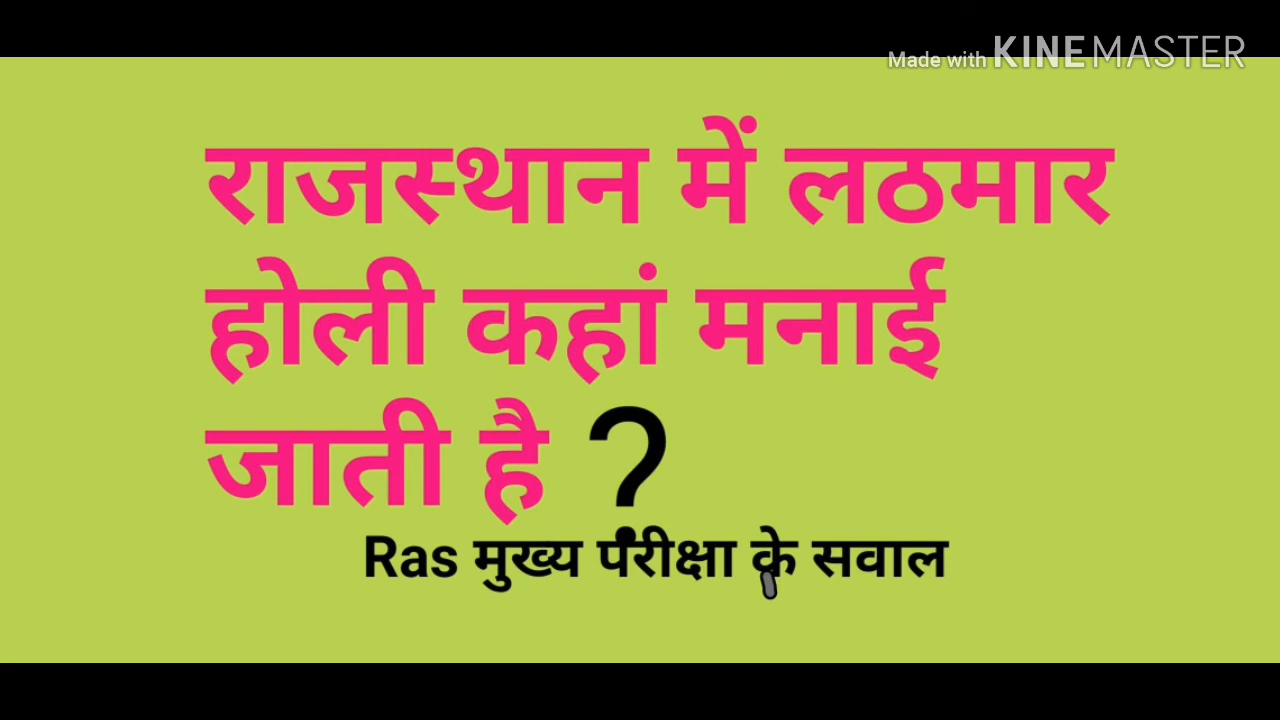 Made with KINEMASTER
राजस्थान में लठमार
होली कहां मनाई
जाती है ?
Ras मुख्य परीक्षा के सवाल